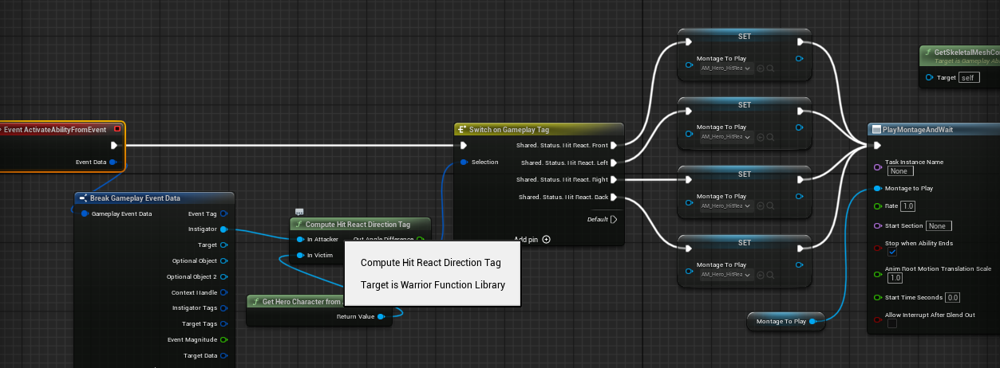 Event ActivateAbilityFromEvent
Event Data
Break Gameplay Event Data
Gameplay Event Data
Event Tag
Instigator
Target
Optional Object
Optional Object 2
Context Handle
Instigator Tags
Target Tags
Event Magnitude
Target Data
Compute Hit React Direction Tag
In Attacker
Out Angle Difference
In Victim
Compute Hit React Direction Tag
Target is Warrior Function Library
Get Hero Character from
Return Value
Switch on Gameplay Tag
Shared. Status. Hit React. Front
Selection
Shared. Status. Hit React. Left
Shared. Status. Hit React. Right
Shared. Status. Hit React. Back
Default
Add pin
SET
Montage To Play
AM_Hero_HitRea
SET
Montage To Play
AM_Hero_HitRea
SET
Montage To Play
AM_Hero_HitRea
SET
Montage To Play
AM_Hero_HitRea
Montage To Play
GetSkeletalMeshCo
Target is Gameplay Ab
Target self
PlayMontageAndWait
Task Instance Name
None
Montage to Play
Rate 1.0
Start Section None
Stop when Ability Ends
Anim Root Motion Translation Scale
1.0
Start Time Seconds 0.0
Allow Interrupt After Blend Out